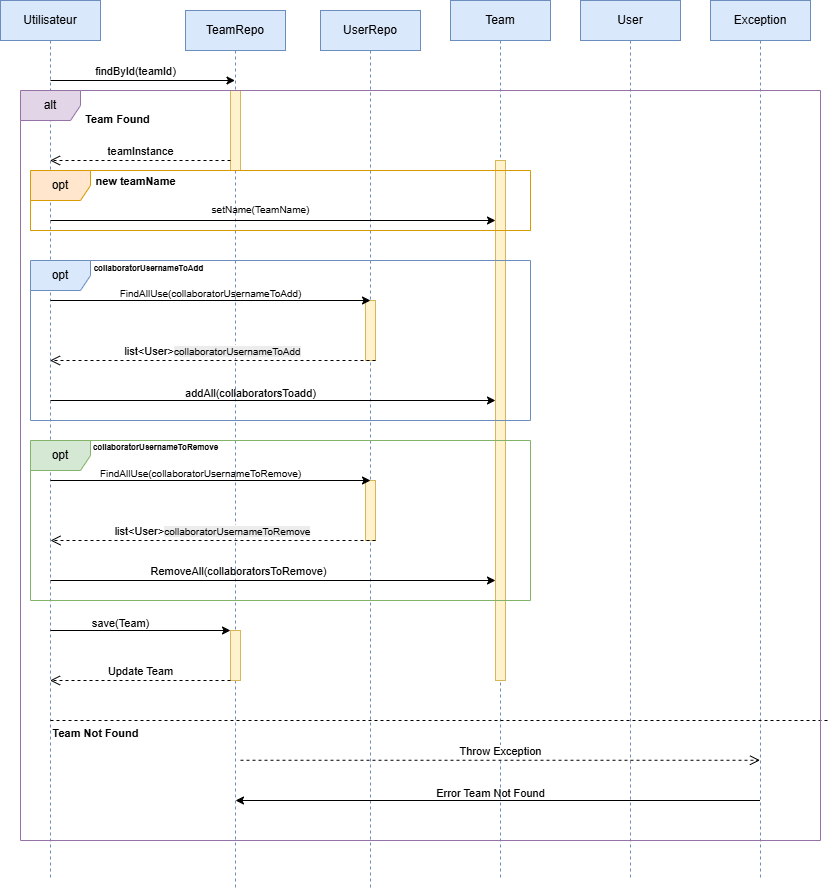 Utilisateur
TeamRepo
UserRepo
Team
User
Exception
findById(teamId)
alt
Team Found
teamInstance
opt
new teamName
setName(TeamName)
opt
collaboratorUsernameToAdd
FindAllUse(collaboratorUsernameToAdd)
list<User>collaboratorUsernameToAdd
addAll(collaboratorsToadd)
opt
collaboratorUsernameToRemove
FindAllUse(collaboratorUsernameToRemove)
list<User>collaboratorUsernameToRemove
RemoveAll(collaboratorsToRemove)
save(Team)
Update Team
Team Not Found
Throw Exception
Error Team Not Found